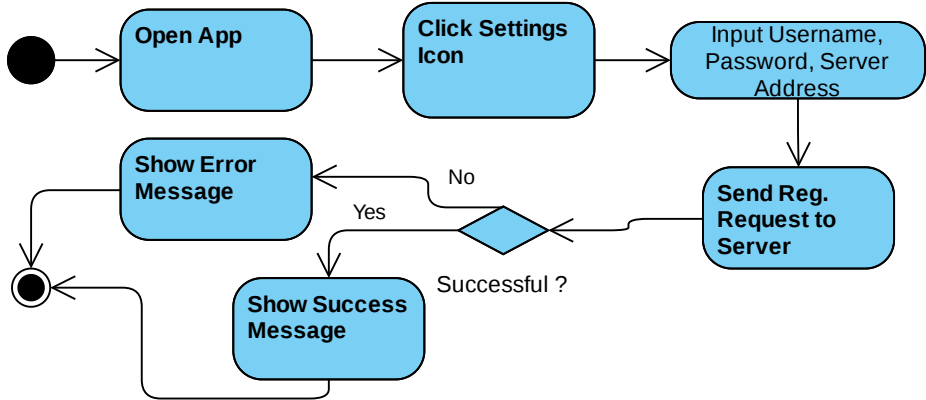 Open App
Click Settings
Icon
Input Username,
Password, Server
Address
Show Error
Message
No
Yes
Send Reg.
Request to
Server
Successful ?
Show Success
Message